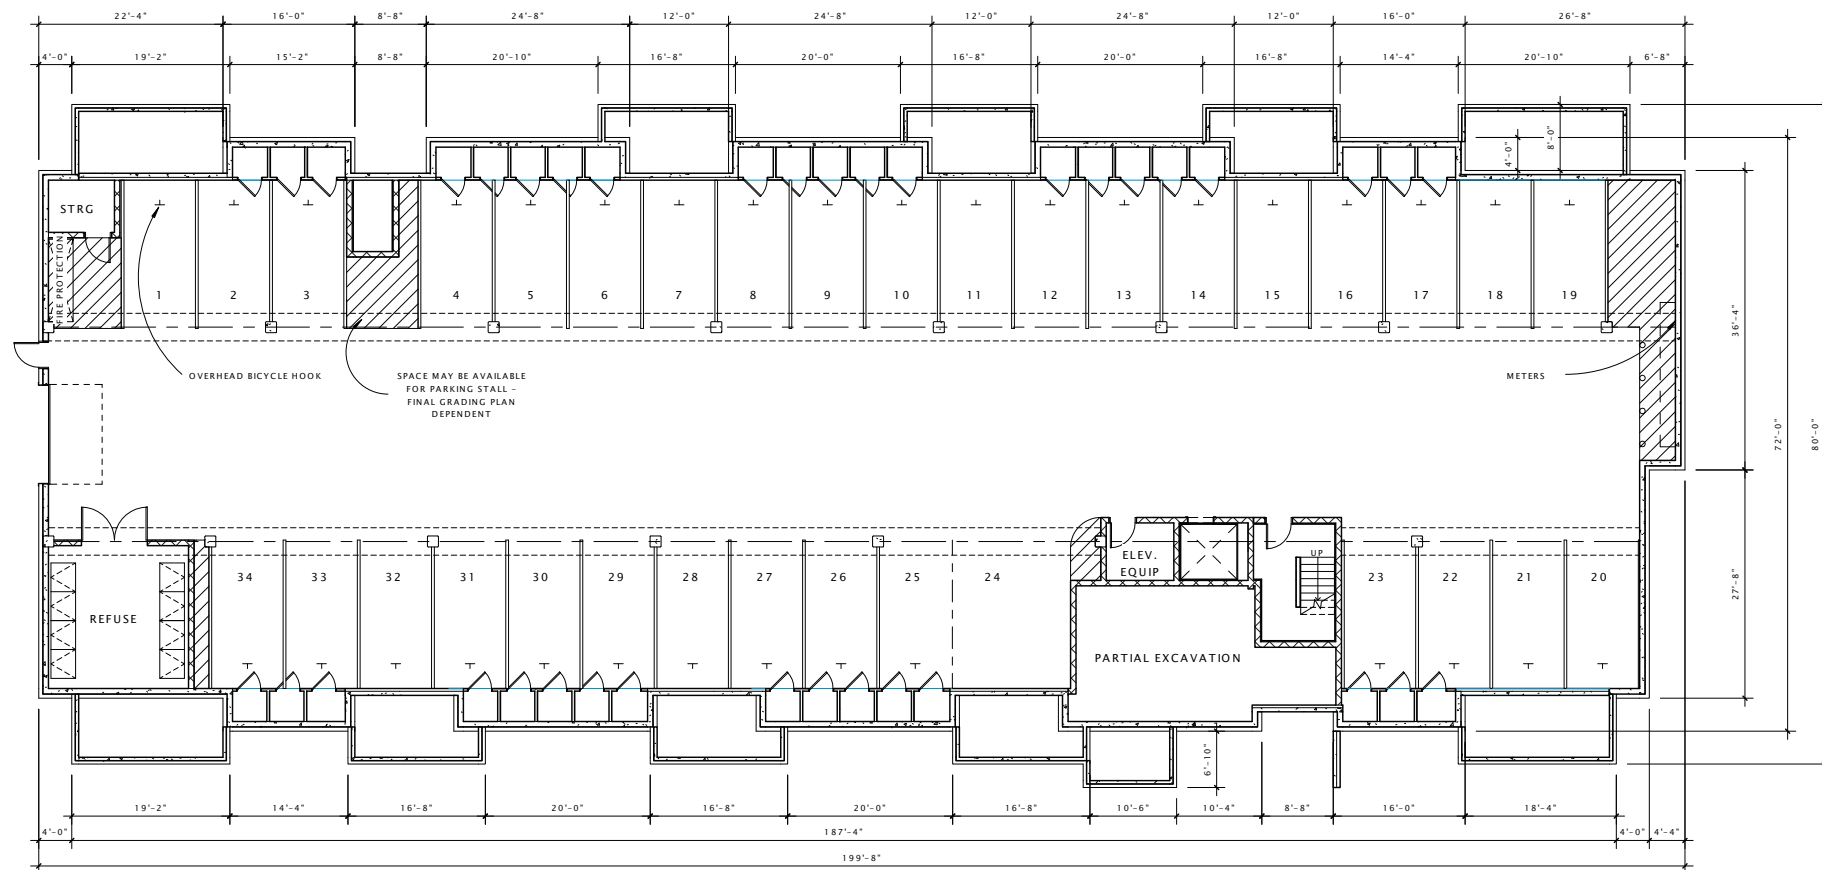 22'-4" 16'-0" 8'-8" 24'-8" 12'-0" 24'-8" 12'-0" 24'-8" 12'-0" 16'-0" 26'-8"
4'-0" 19'-2" 15'-2" 8'-8" 20'-10" 16'-8" 20'-0" 16'-8" 20'-0" 16'-8" 14'-4" 20'-10" 6'-8"
4'-0"
8'-0"
STRG
FIRE PROTECTION
1 2 3 4 5 6 7 8 9 10 11 12 13 14 15 16 17 18 19
36'-4"
OVERHEAD BICYCLE HOOK
SPACE MAY BE AVAILABLE
FOR PARKING STALL –
FINAL GRADING PLAN
DEPENDENT
METERS
72'-0"
80'-0"
ELEV.
EQUIP
UP
34 33 32 31 30 29 28 27 26 25 24 23 22 21 20
27'-8"
REFUSE
PARTIAL EXCAVATION
6'-10"
19'-2" 14'-4" 16'-8" 20'-0" 16'-8" 20'-0" 16'-8" 10'-6" 10'-4" 8'-8" 16'-0" 18'-4"
4'-0" 187'-4" 4'-0" 4'-4"
199'-8"